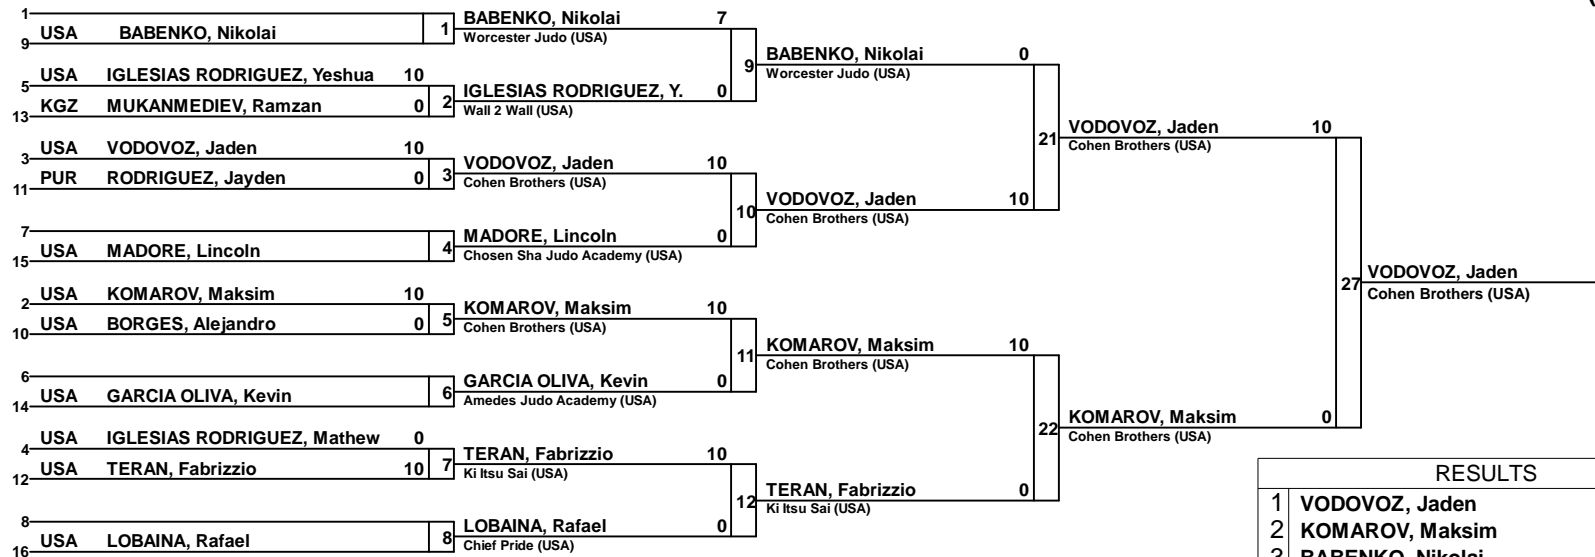 1
USA BABENKO, Nikolai
9
1
BABENKO, Nikolai 7
Worcester Judo (USA)
USA IGLESIAS RODRIGUEZ, Yeshua 10
5
KGZ MUKANMEDIEV, Ramzan 0
13
2
IGLESIAS RODRIGUEZ, Y. 0
Wall 2 Wall (USA)
9
BABENKO, Nikolai 0
Worcester Judo (USA)
USA VODOVOZ, Jaden 10
3
PUR RODRIGUEZ, Jayden 0
11
3
VODOVOZ, Jaden 10
Cohen Brothers (USA)
7
USA MADORE, Lincoln
15
4
MADORE, Lincoln 0
Chosen Sha Judo Academy (USA)
10
VODOVOZ, Jaden 10
Cohen Brothers (USA)
21
VODOVOZ, Jaden 10
Cohen Brothers (USA)
USA KOMAROV, Maksim 10
2
USA BORGES, Alejandro 0
10
5
KOMAROV, Maksim 10
Cohen Brothers (USA)
6
USA GARCIA OLIVA, Kevin
14
6
GARCIA OLIVA, Kevin 0
Amedes Judo Academy (USA)
11
KOMAROV, Maksim 10
Cohen Brothers (USA)
USA IGLESIAS RODRIGUEZ, Mathew 0
4
USA TERAN, Fabrizzio 10
12
7
TERAN, Fabrizzio 10
Ki Itsu Sai (USA)
8
USA LOBAINA, Rafael
16
8
LOBAINA, Rafael 0
Chief Pride (USA)
12
TERAN, Fabrizzio 0
Ki Itsu Sai (USA)
22
KOMAROV, Maksim 0
Cohen Brothers (USA)
27
VODOVOZ, Jaden
Cohen Brothers (USA)
RESULTS
1 VODOVOZ, Jaden
2 KOMAROV, Maksim
3 BABENKO, Nikolai